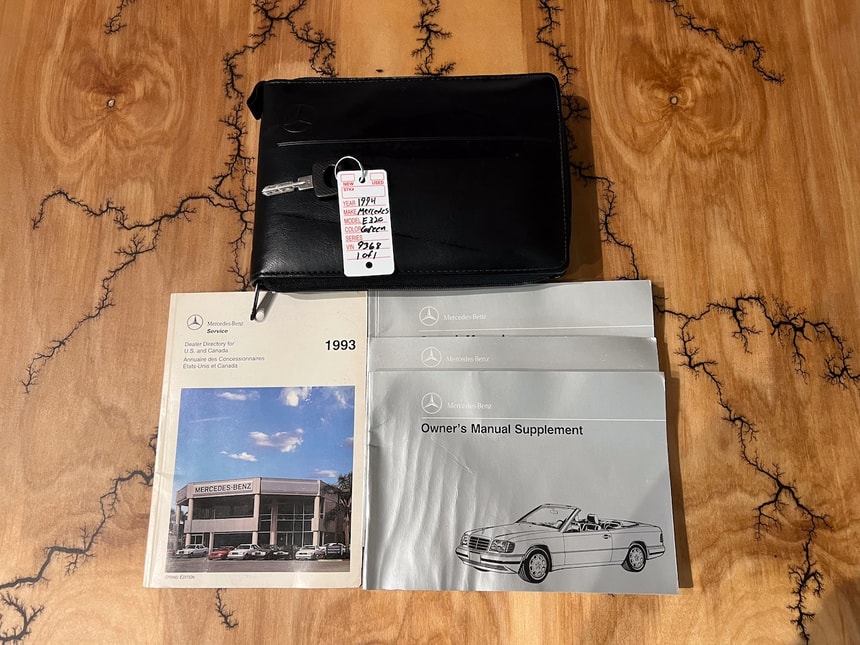 NEW USED
STK#
YEAR 1994
MAKE Mercedes
MODEL E320
COLOR Green
SERIES
VIN 9368
1 of 1
Mercedes-Benz
Service
Dealer Directory for
U.S. and Canada
Annuaire des Concessionnaires
États-Unis et Canada
1993
MERCEDES-BENZ
Mercedes-Benz
Mercedes-Benz
Mercedes-Benz
Owner's Manual Supplement